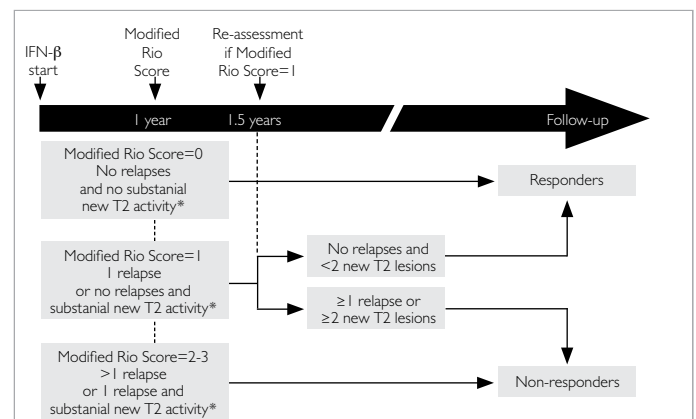 IFN-β
start
Modified
Rio
Score
Re-assessment
if Modified
Rio Score=1
1 year
1.5 years
Follow-up
Modified Rio Score=0
No relapses
and no substanial
new T2 activity*
Responders
Modified Rio Score=1
1 relapse
or no relapses and
substanial new T2 activity*
No relapses and
<2 new T2 lesions
≥1 relapse or
≥2 new T2 lesions
Modified Rio Score=2-3
>1 relapse
or 1 relapse and
substanial new T2 activity*
Non-responders